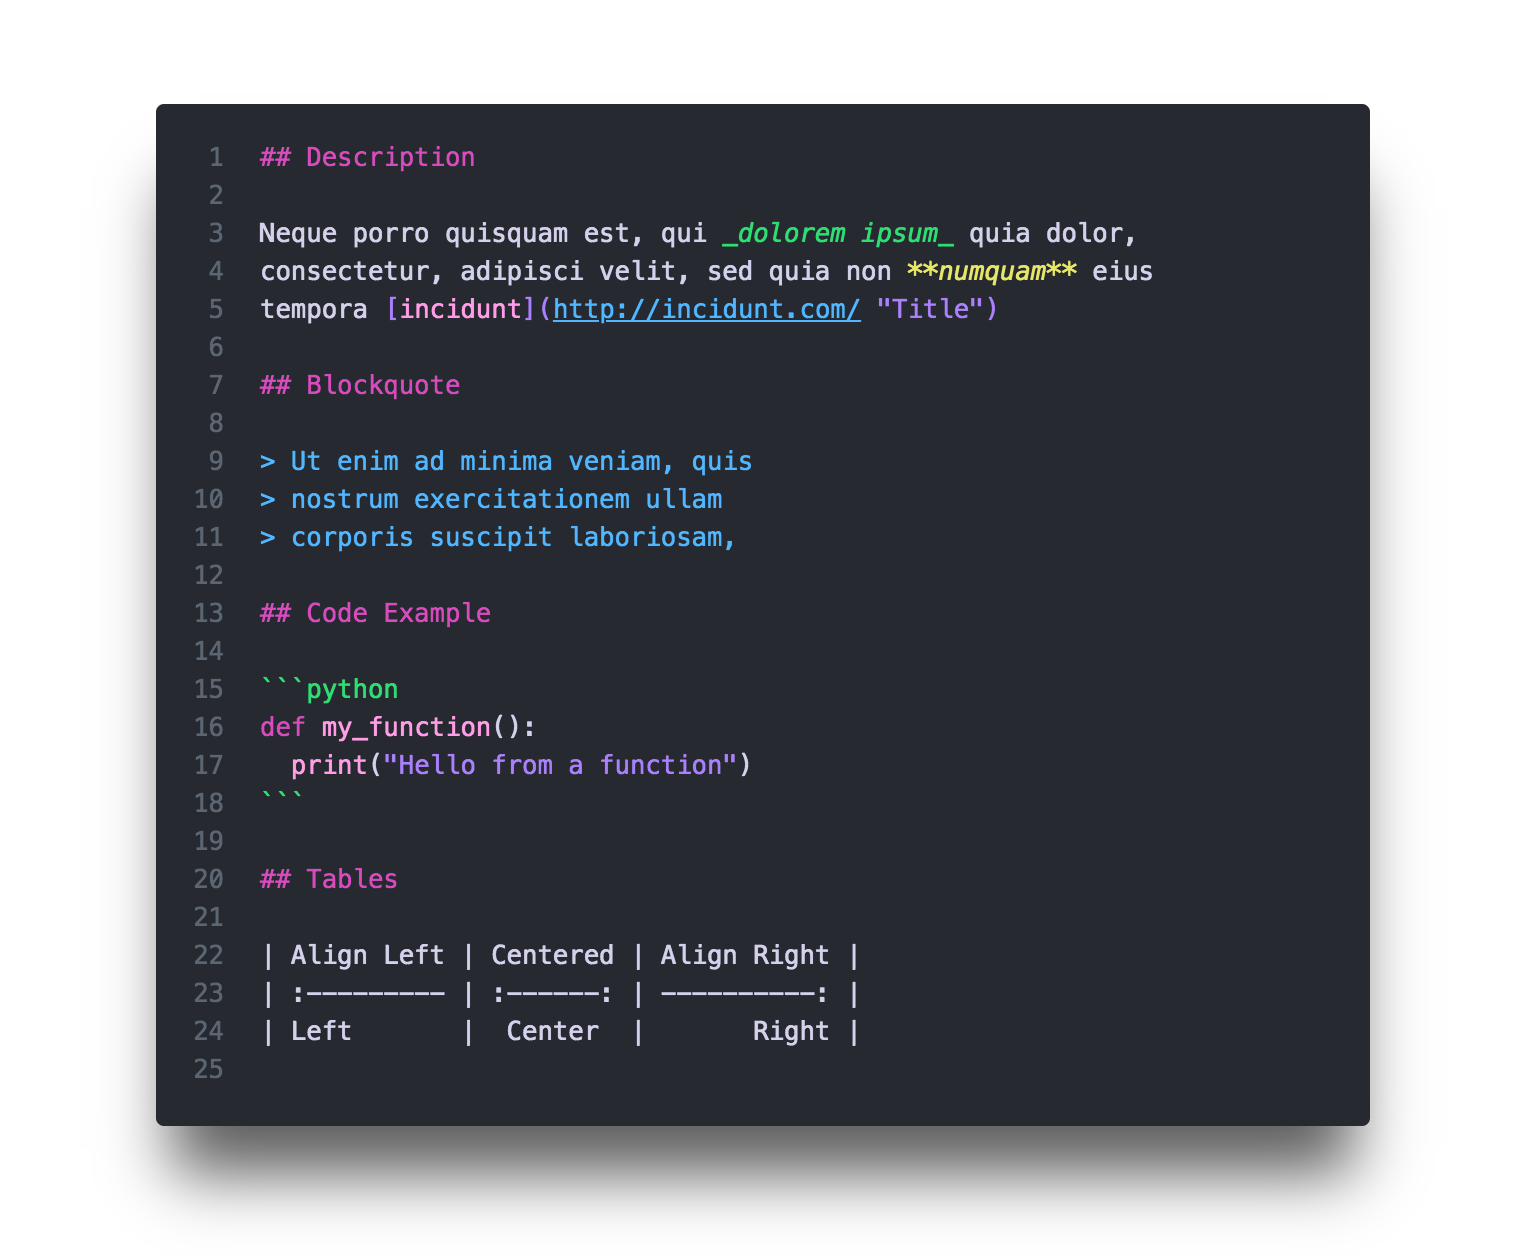 1 ## Description
2
3 Neque porro quisquam est, qui _dolorem ipsum_ quia dolor,
4 consectetur, adipisci velit, sed quia non **numquam** eius
5 tempora [incidunt](http://incidunt.com/ "Title")
6
7 ## Blockquote
8
9 > Ut enim ad minima veniam, quis
10 > nostrum exercitationem ullam
11 > corporis suscipit laboriosam,
12
13 ## Code Example
14
15 ```python
16 def my_function():
17   print("Hello from a function")
18 ```
19
20 ## Tables
21
22 | Align Left | Centered | Align Right |
23 | :--------- | :------: | ----------: |
24 | Left       |  Center  |       Right |
25